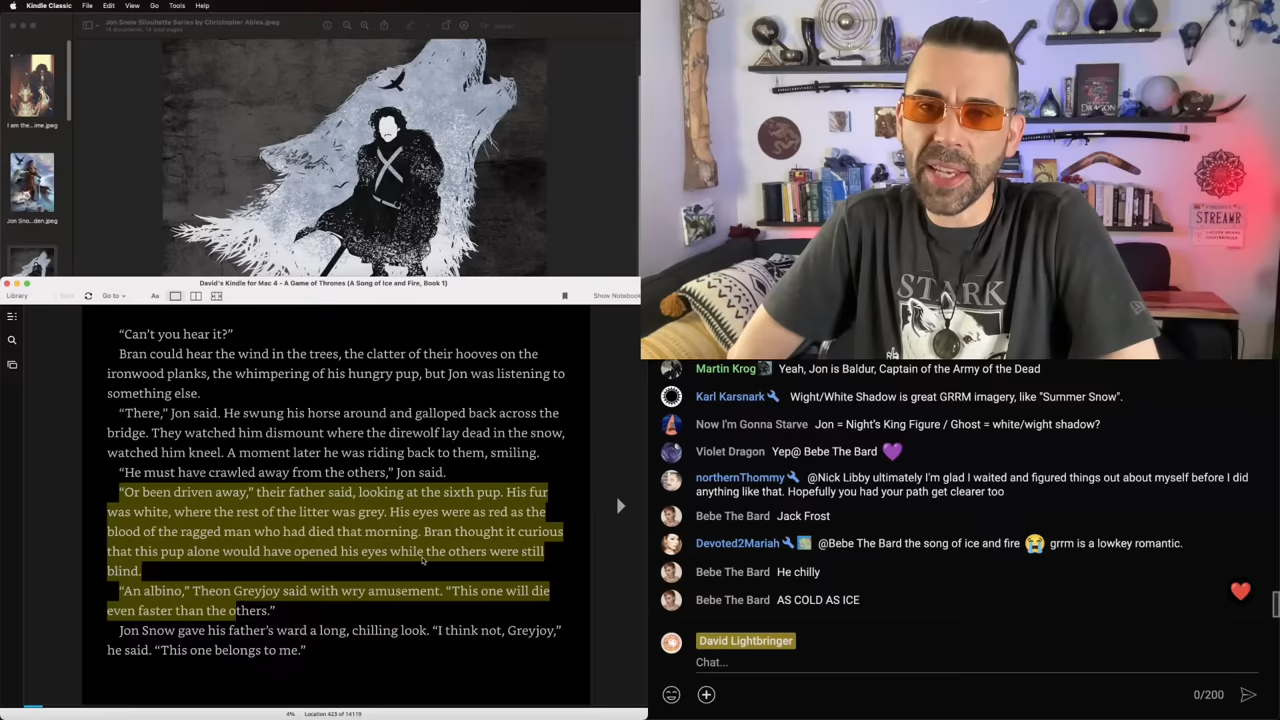 Kindle Classic File Edit View Go Tools Help
Jon Snow Silouhette Series by Christopher Ables.jpeg
I am the...ime.jpeg
Jon Sno...den.jpeg
David's Kindle for Mac 4 - A Game of Thrones (A Song of Ice and Fire, Book 1)
Library
Go to
Aa
Show Notebook
“Can’t you hear it?”
Bran could hear the wind in the trees, the clatter of their hooves on the
ironwood planks, the whimpering of his hungry pup, but Jon was listening to
something else.
“There,” Jon said. He swung his horse around and galloped back across the
bridge. They watched him dismount where the direwolf lay dead in the snow,
watched him kneel. A moment later he was riding back to them, smiling.
“He must have crawled away from the others,” Jon said.
“Or been driven away,” their father said, looking at the sixth pup. His fur
was white, where the rest of the litter was grey. His eyes were as red as the
blood of the ragged man who had died that morning. Bran thought it curious
that this pup alone would have opened his eyes while the others were still
blind.
“An albino,” Theon Greyjoy said with wry amusement. “This one will die
even faster than the others.”
Jon Snow gave his father’s ward a long, chilling look. “I think not, Greyjoy,”
he said. “This one belongs to me.”
4% Location 423 of 14119
DRAGON
STREAMR
STARK
Martin Krog Yeah, Jon is Baldur, Captain of the Army of the Dead
Karl Karsnark Wight/White Shadow is great GRRM imagery, like "Summer Snow".
Now I'm Gonna Starve Jon = Night's King Figure / Ghost = white/wight shadow?
Violet Dragon Yep@ Bebe The Bard
northernThommy @Nick Libby ultimately I'm glad I waited and figured things out about myself before I did
anything like that. Hopefully you had your path get clearer too
Bebe The Bard Jack Frost
Devoted2Mariah @Bebe The Bard the song of ice and fire grrm is a lowkey romantic.
Bebe The Bard He chilly
Bebe The Bard AS COLD AS ICE
David Lightbringer
Chat...
0/200